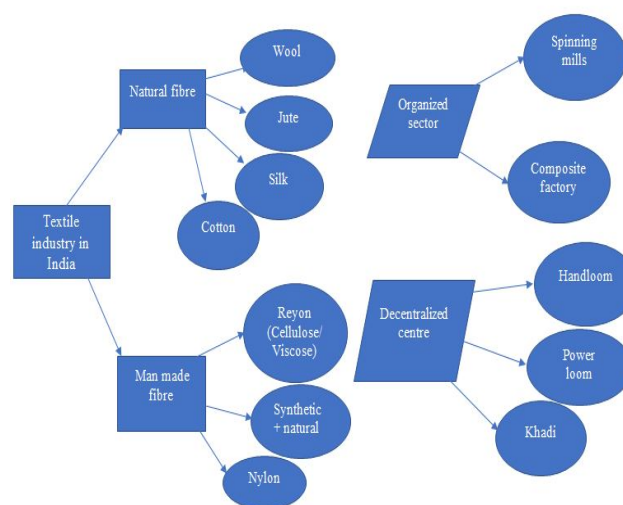 Textile
industry in
India
Natural fibre
Wool
Jute
Silk
Cotton
Man made
fibre
Reyon
(Cellulose/
Viscose)
Synthetic
+ natural
Nylon
Organized
sector
Spinning
mills
Composite
factory
Decentralized
centre
Handloom
Power
loom
Khadi